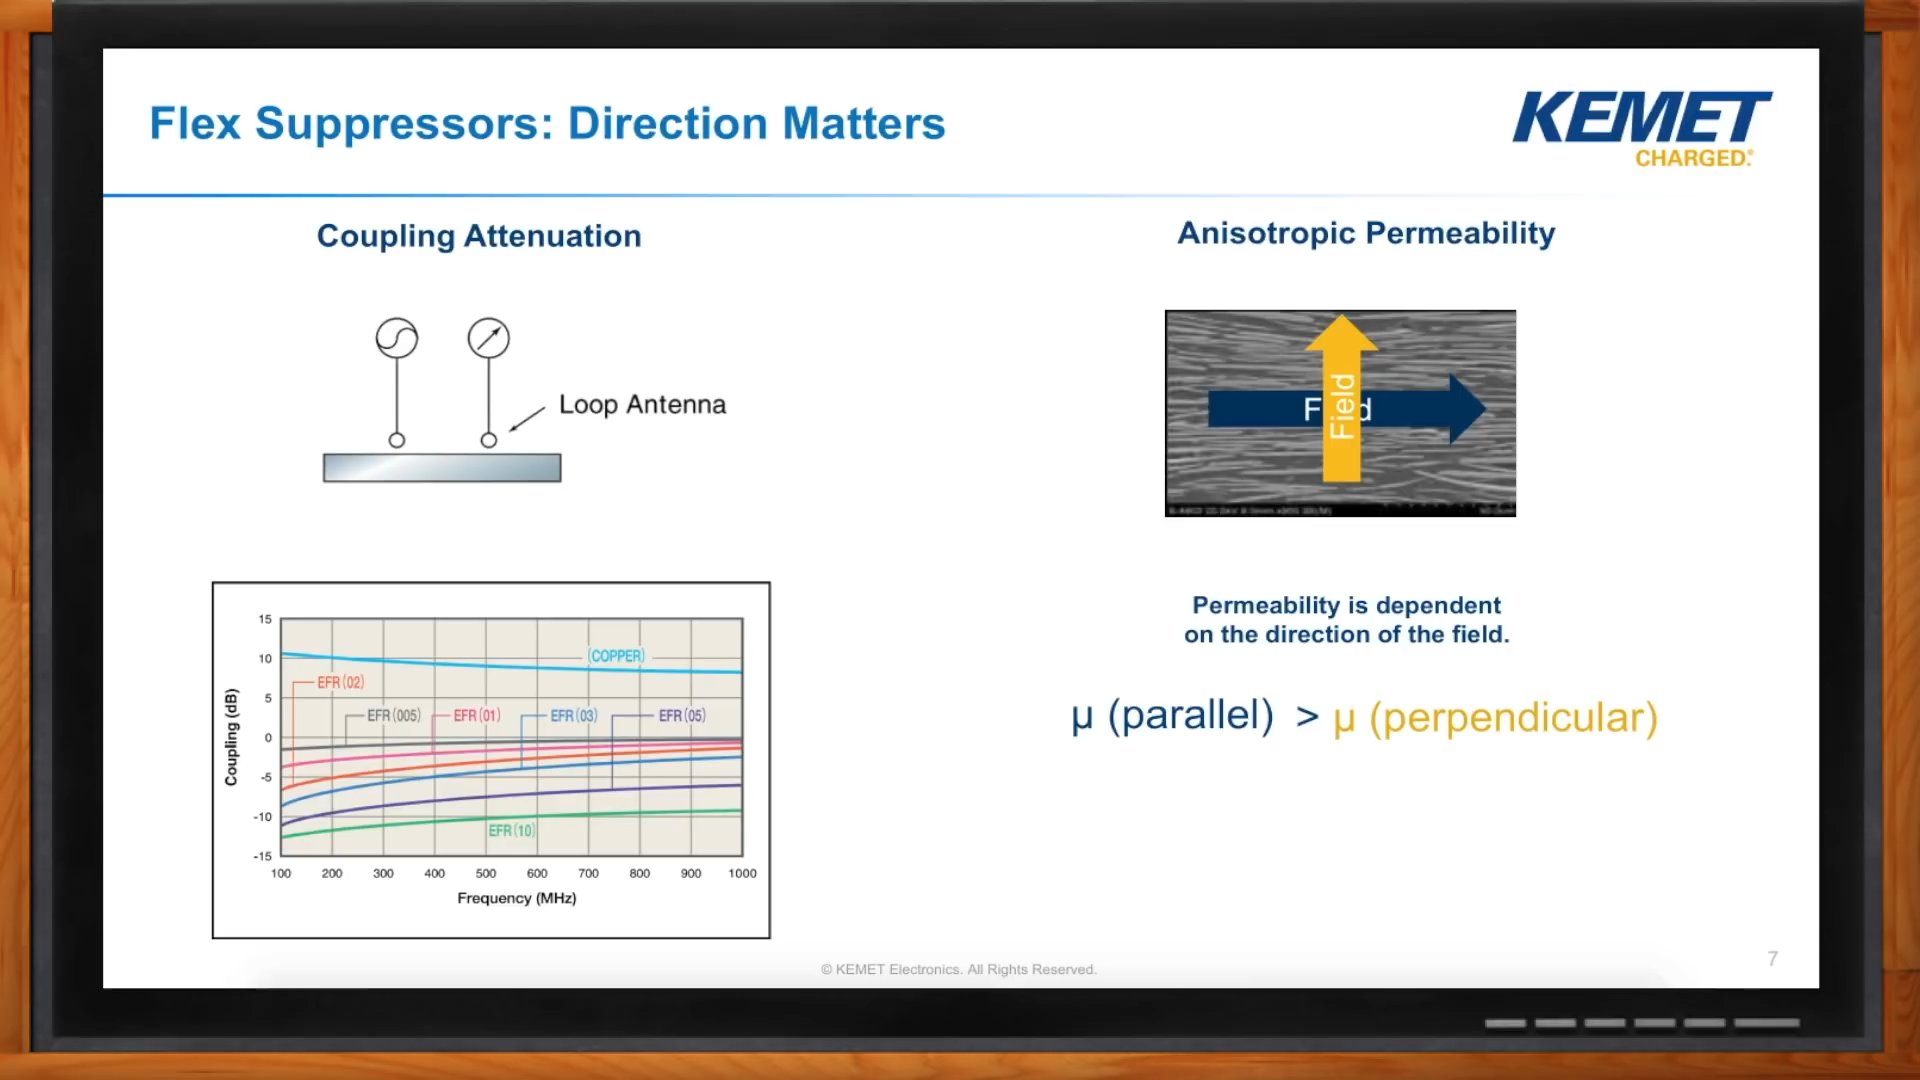 Flex Suppressors: Direction Matters
KEMET
CHARGED.®
Coupling Attenuation
Loop Antenna
15
10
5
0
-5
-10
-15
Coupling (dB)
(COPPER)
EFR(02)
EFR(005)
EFR(01)
EFR(03)
EFR(05)
EFR(10)
100 200 300 400 500 600 700 800 900 1000
Frequency (MHz)
Anisotropic Permeability
Field
F d
Permeability is dependent
on the direction of the field.
μ (parallel) > μ (perpendicular)
© KEMET Electronics. All Rights Reserved.
7